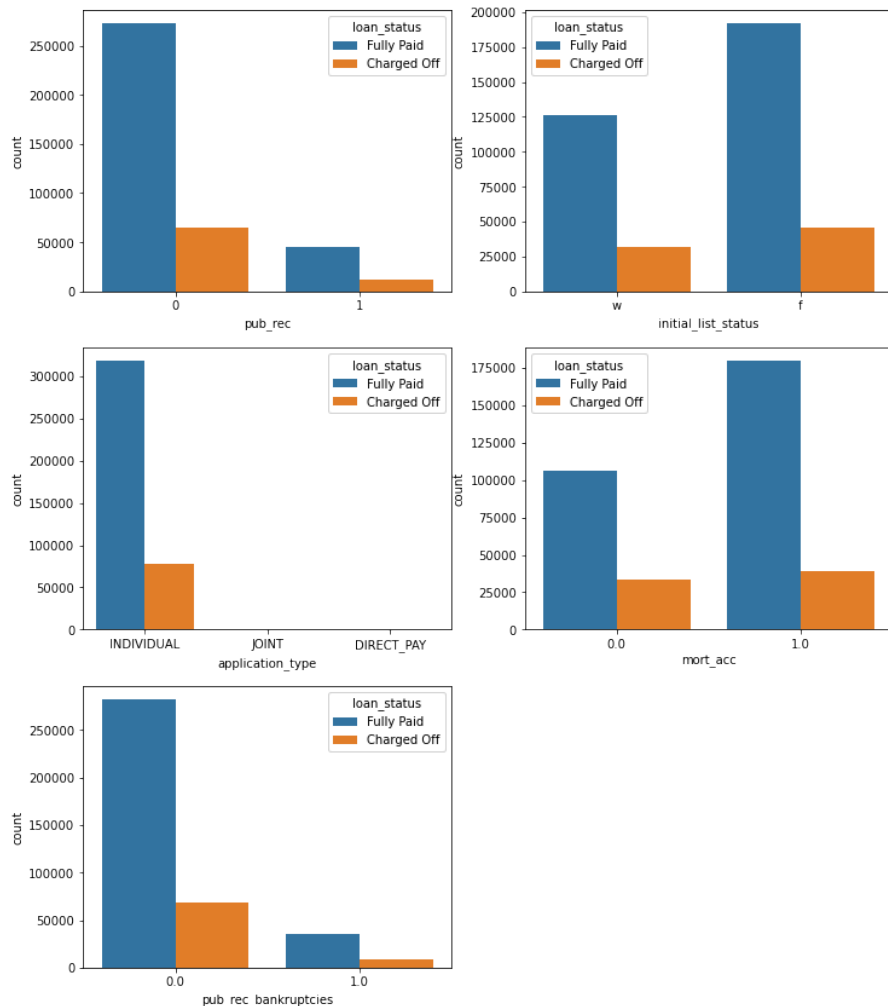 loan_status
Fully Paid
Charged Off
250000
200000
150000
100000
50000
0
count
0 1
pub_rec
loan_status
Fully Paid
Charged Off
200000
175000
150000
125000
100000
75000
50000
25000
0
count
w f
initial_list_status
loan_status
Fully Paid
Charged Off
300000
250000
200000
150000
100000
50000
0
count
INDIVIDUAL JOINT DIRECT_PAY
application_type
loan_status
Fully Paid
Charged Off
175000
150000
125000
100000
75000
50000
25000
0
count
0.0 1.0
mort_acc
loan_status
Fully Paid
Charged Off
250000
200000
150000
100000
50000
0
count
0.0 1.0
pub_rec_bankruptcies